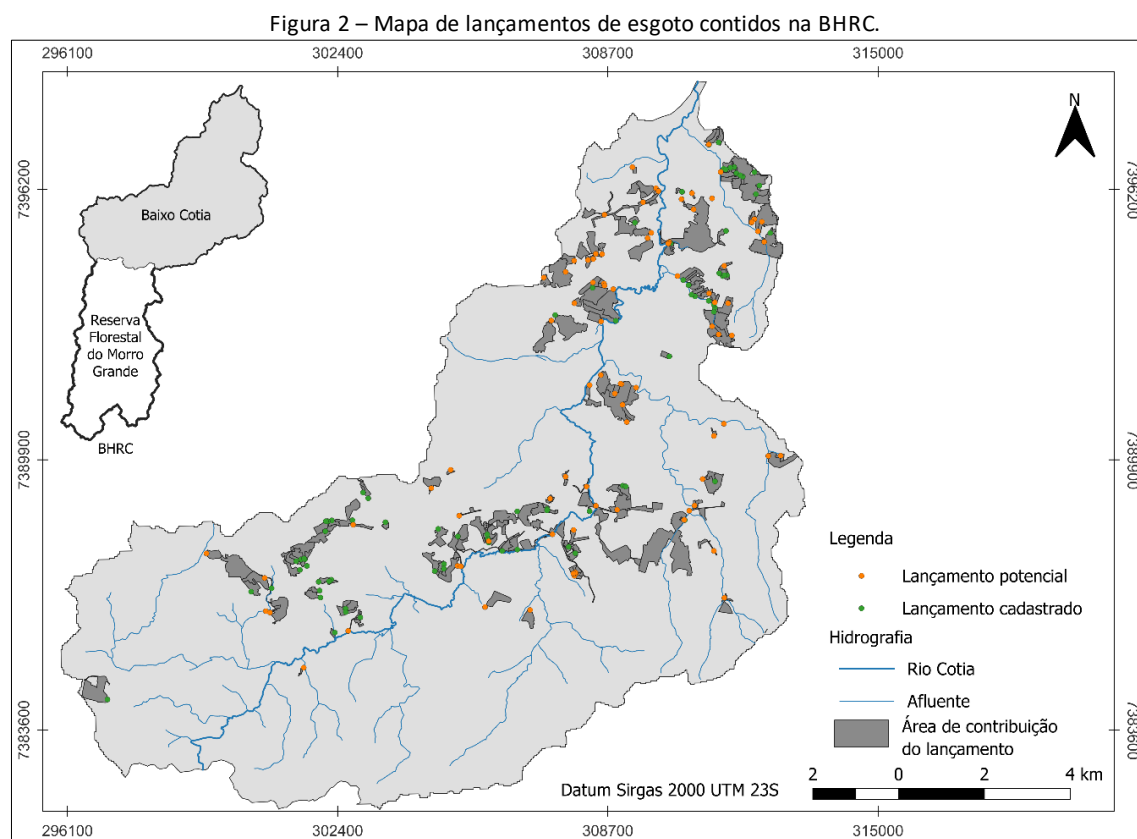 Figura 2 – Mapa de lançamentos de esgoto contidos na BHRC.
296100 302400 308700 315000
N
7396200 7396200
Baixo Cotia
Reserva
Florestal
do Morro
Grande
BHRC
7389900 7389900
Legenda
Lançamento potencial
Lançamento cadastrado
Hidrografia
Rio Cotia
Afluente
Área de contribuição
do lançamento
7383600 7383600
Datum Sirgas 2000 UTM 23S
2 0 2 4 km
296100 302400 308700 315000